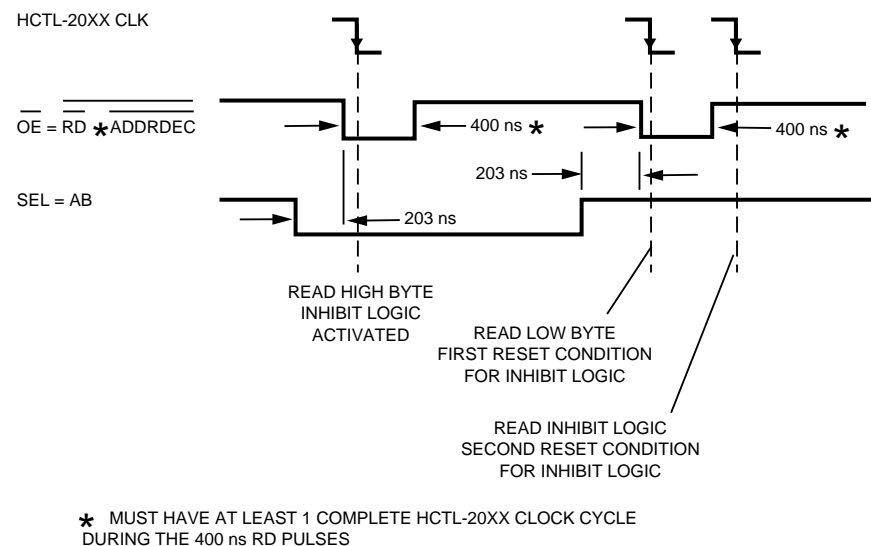 HCTL-20XX CLK
OE = RD * ADDRDEC
400 ns *
400 ns *
203 ns
SEL = AB
203 ns
READ HIGH BYTE
INHIBIT LOGIC
ACTIVATED
READ LOW BYTE
FIRST RESET CONDITION
FOR INHIBIT LOGIC
READ INHIBIT LOGIC
SECOND RESET CONDITION
FOR INHIBIT LOGIC
* MUST HAVE AT LEAST 1 COMPLETE HCTL-20XX CLOCK CYCLE
DURING THE 400 ns RD PULSES